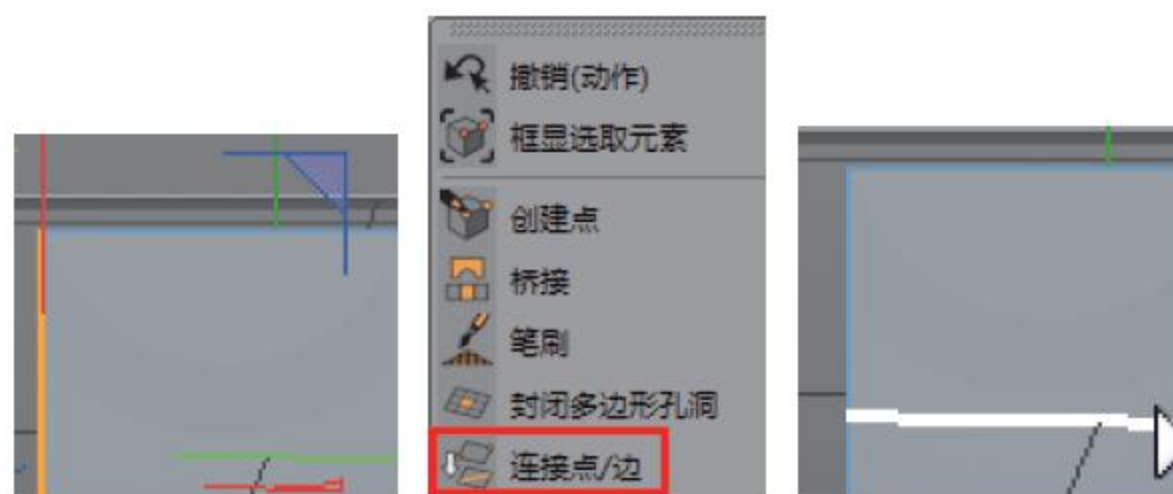 撤销(动作)
框显选取元素
创建点
桥接
笔刷
封闭多边形孔洞
连接点/边